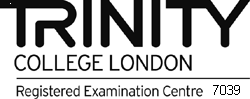 TRINITY
COLLEGE LONDON
Registered Examination Centre 7039